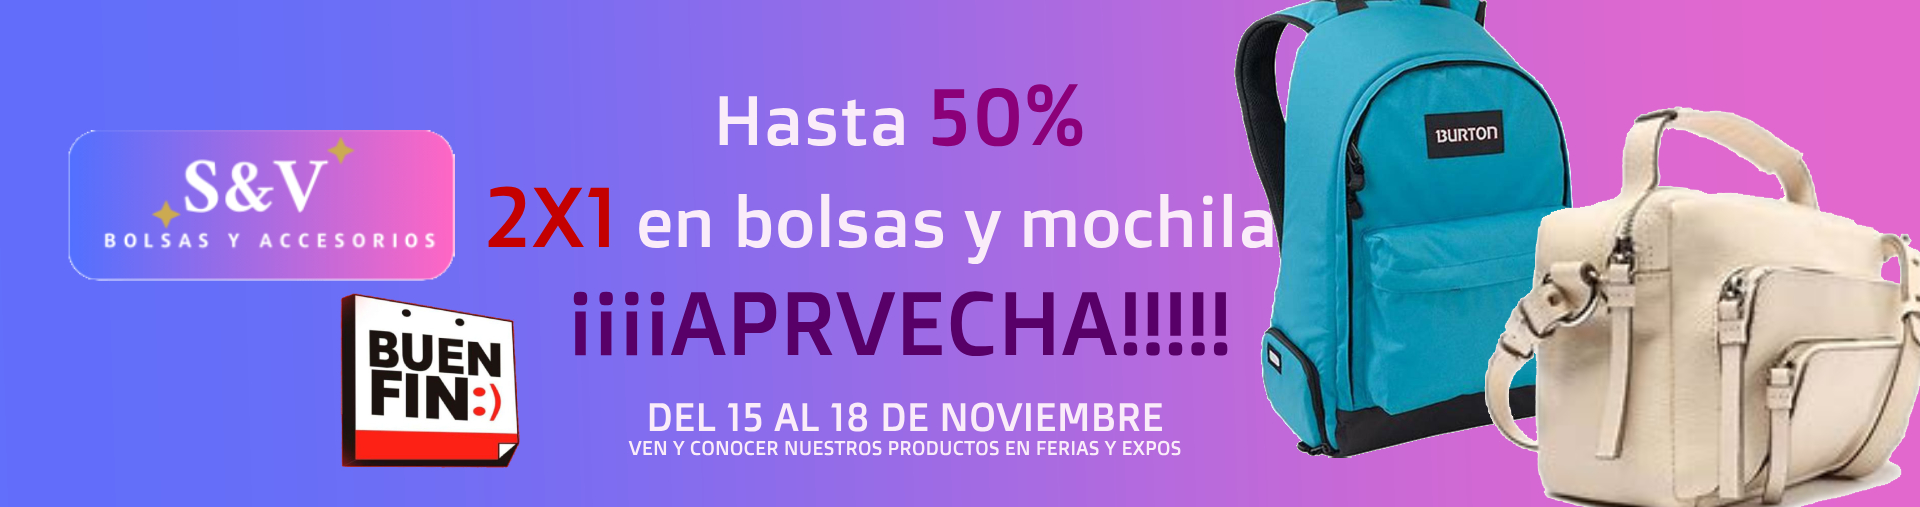 Hasta 50%
BURTON
S&V
BOLSAS Y ACCESORIOS
2X1 en bolsas y mochila
¡¡¡¡APRVECHA!!!!!
BUEN
FIN:)
DEL 15 AL 18 DE NOVIEMBRE
VEN Y CONOCER NUESTROS PRODUCTOS EN FERIAS Y EXPOS